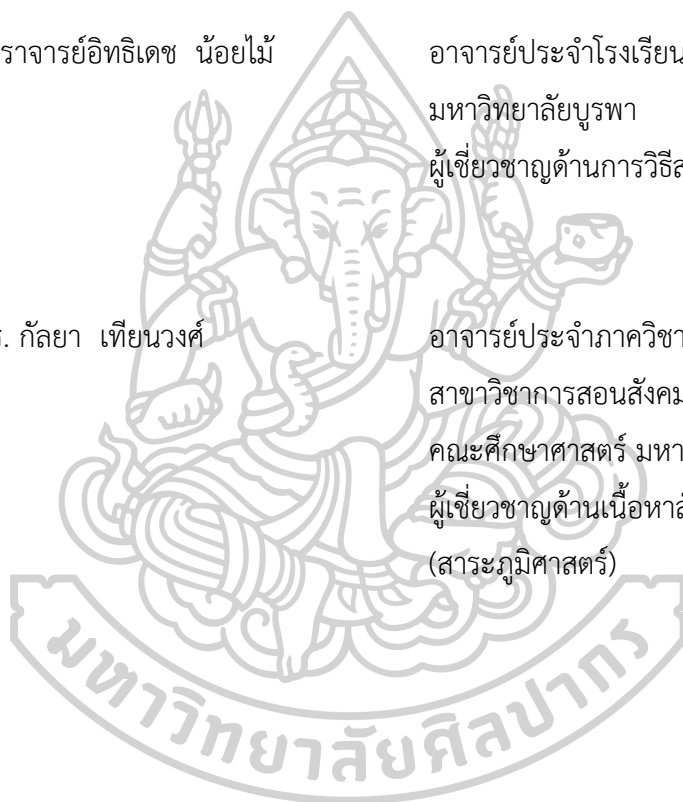 ราจารย์อิทธิเดช น้อยไม้ อาจารย์ประจำโรงเรียน
มหาวิทยาลัยบูรพา
ผู้เชี่ยวชาญด้านการวิธีส
. กัลยา เทียนวงศ์ อาจารย์ประจำภาควิชา
สาขาวิชาการสอนสังคม
คณะศึกษาศาสตร์ มหา
ผู้เชี่ยวชาญด้านเนื้อหาส
(สาระภูมิศาสตร์)
มหาวิทยาลัยศิลปากร